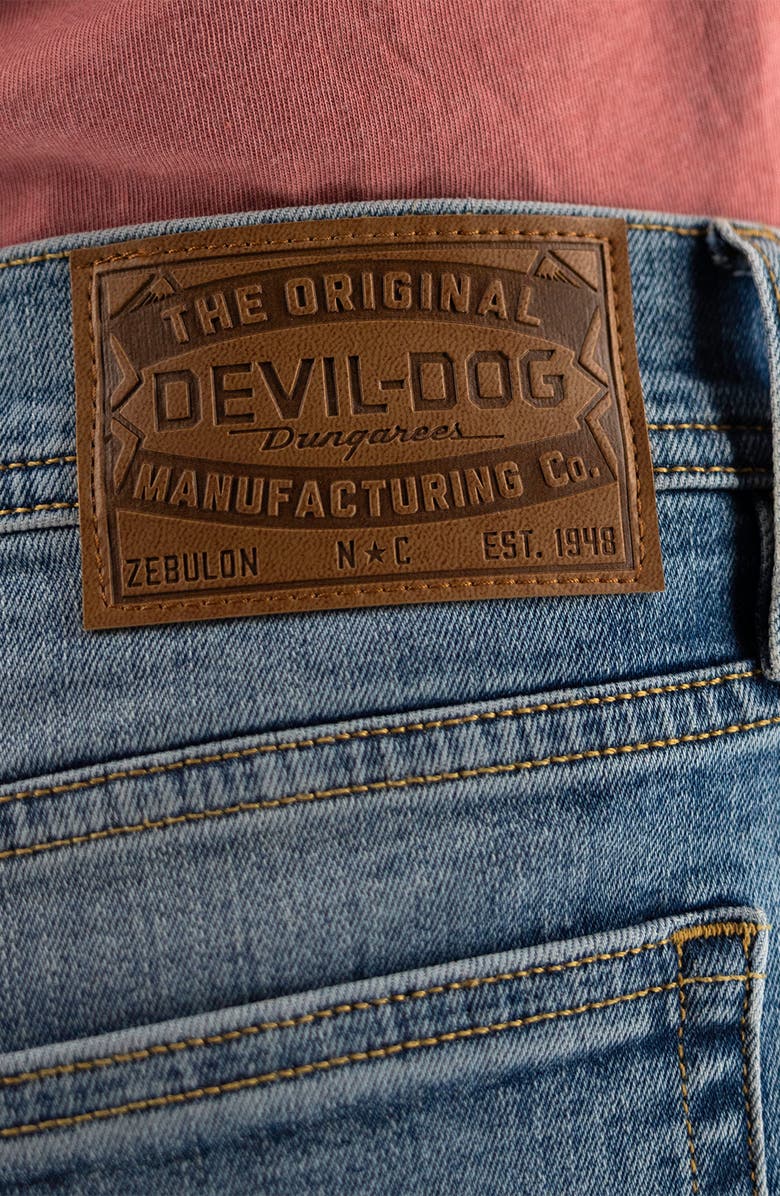 THE ORIGINAL
DEVIL-DOG
Dungarees
MANUFACTURING Co.
ZEBULON N★C EST. 1948